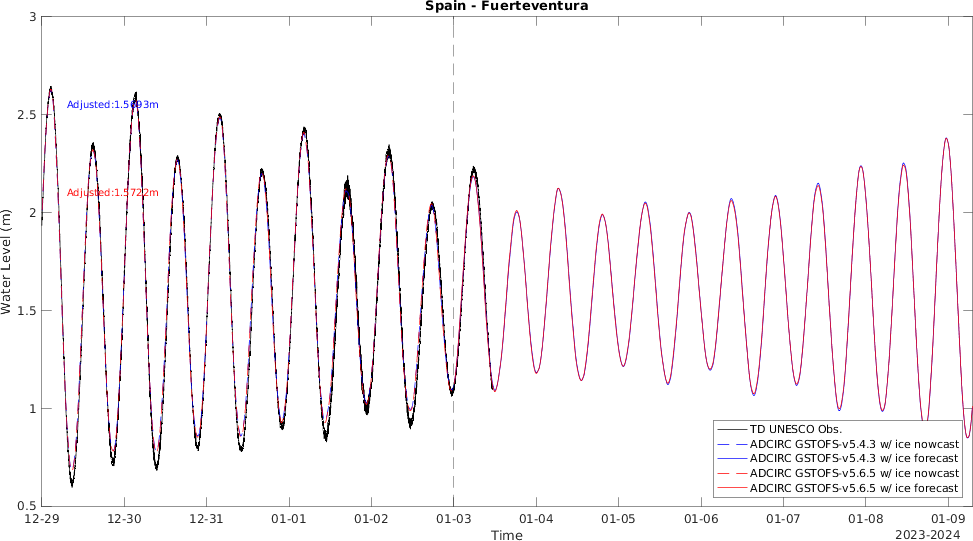 Spain - Fuerteventura
3
2.5
2
1.5
1
0.5
Water Level (m)
Adjusted:1.5693m
Adjusted:1.5722m
TD UNESCO Obs.
ADCIRC GSTOFS-v5.4.3 w/ ice nowcast
ADCIRC GSTOFS-v5.4.3 w/ ice forecast
ADCIRC GSTOFS-v5.6.5 w/ ice nowcast
ADCIRC GSTOFS-v5.6.5 w/ ice forecast
12-29 12-30 12-31 01-01 01-02 01-03 01-04 01-05 01-06 01-07 01-08 01-09
Time
2023-2024